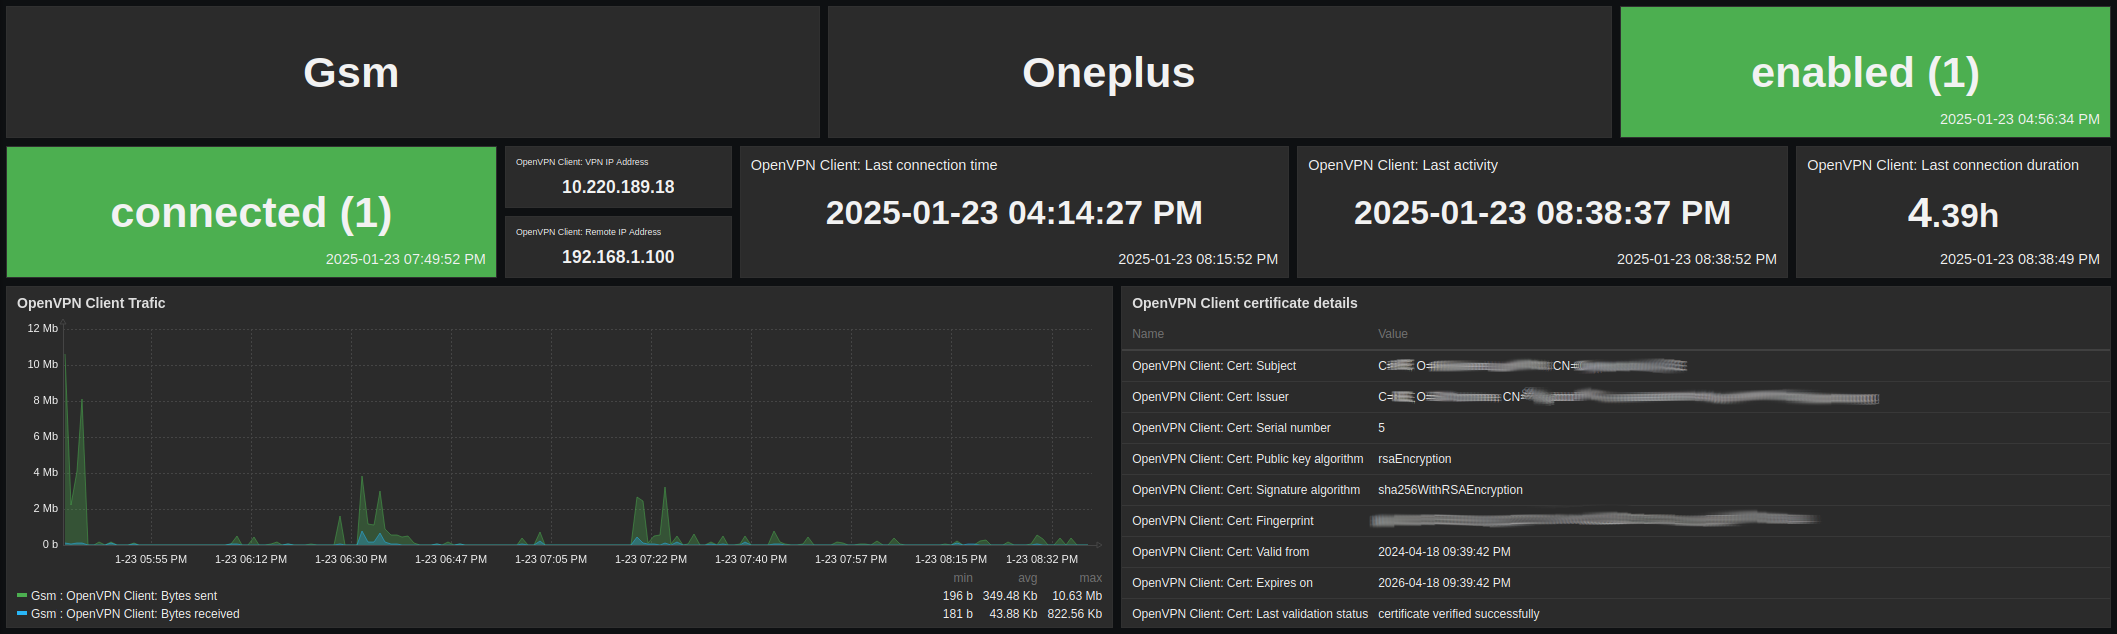 Gsm
Oneplus
enabled (1)
2025-01-23 04:56:34 PM
connected (1)
2025-01-23 07:49:52 PM
OpenVPN Client: VPN IP Address
10.220.189.18
OpenVPN Client: Remote IP Address
192.168.1.100
OpenVPN Client: Last connection time
2025-01-23 04:14:27 PM
2025-01-23 08:15:52 PM
OpenVPN Client: Last activity
2025-01-23 08:38:37 PM
2025-01-23 08:38:52 PM
OpenVPN Client: Last connection duration
4.39h
2025-01-23 08:38:49 PM
OpenVPN Client Trafic
12 Mb
10 Mb
8 Mb
6 Mb
4 Mb
2 Mb
0 b
1-23 05:55 PM 1-23 06:12 PM 1-23 06:30 PM 1-23 06:47 PM 1-23 07:05 PM 1-23 07:22 PM 1-23 07:40 PM 1-23 07:57 PM 1-23 08:15 PM 1-23 08:32 PM
min avg max
Gsm : OpenVPN Client: Bytes sent 196 b 349.48 Kb 10.63 Mb
Gsm : OpenVPN Client: Bytes received 181 b 43.88 Kb 822.56 Kb
OpenVPN Client certificate details
Name Value
OpenVPN Client: Cert: Subject C= O= CN=
OpenVPN Client: Cert: Issuer C= O= CN=
OpenVPN Client: Cert: Serial number 5
OpenVPN Client: Cert: Public key algorithm rsaEncryption
OpenVPN Client: Cert: Signature algorithm sha256WithRSAEncryption
OpenVPN Client: Cert: Fingerprint
OpenVPN Client: Cert: Valid from 2024-04-18 09:39:42 PM
OpenVPN Client: Cert: Expires on 2026-04-18 09:39:42 PM
OpenVPN Client: Cert: Last validation status certificate verified successfully